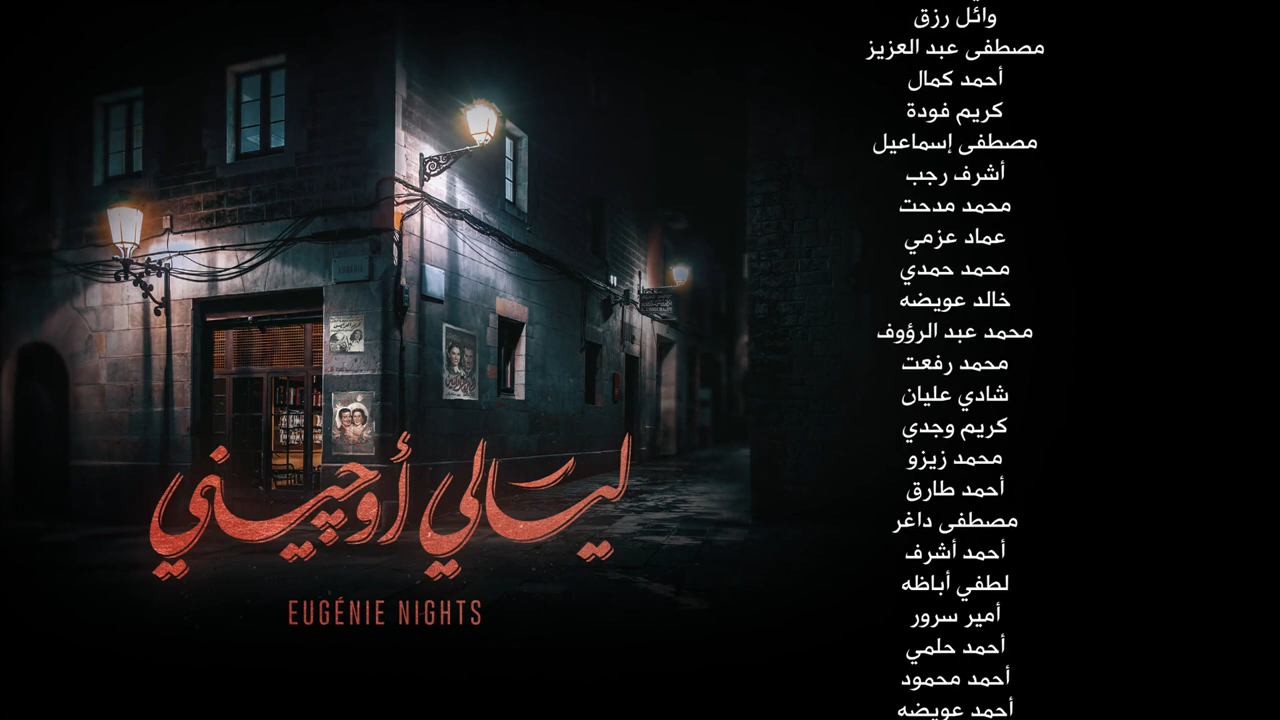 ليالي أوچيني
EUGÉNIE NIGHTS
وائل رزق
مصطفى عبد العزيز
أحمد كمال
كريم فودة
مصطفى إسماعيل
أشرف رجب
محمد مدحت
عماد عزمي
محمد حمدي
خالد عويضه
محمد عبد الرؤوف
محمد رفعت
شادي عليان
كريم وجدي
محمد زيزو
أحمد طارق
مصطفى داغر
أحمد أشرف
لطفي أباظه
أمير سرور
أحمد حلمي
أحمد محمود
أحمد عويضه